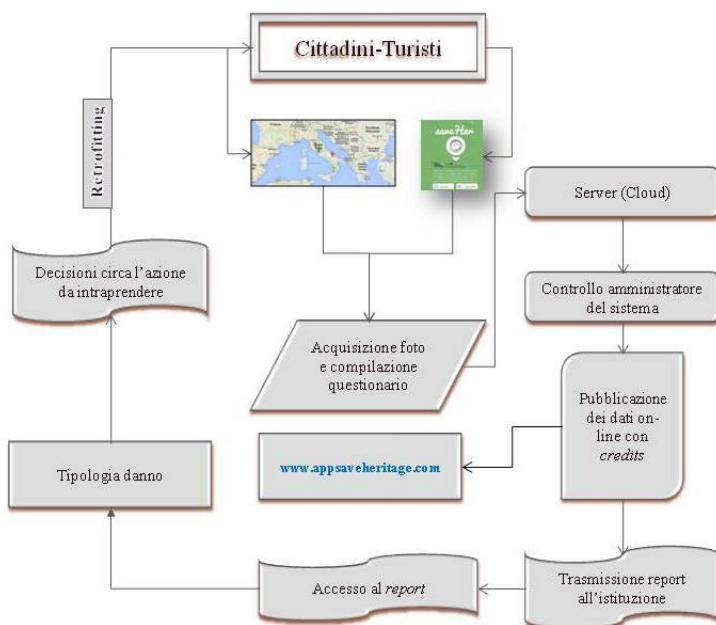 Cittadini-Turisti
Retrofitting
saveHer
Server (Cloud)
Decisioni circa l'azione
da intraprendere
Controllo amministratore
del sistema
Acquisizione foto
e compilazione
questionario
Pubblicazione
dei dati on-
line con
credits
www.appsaveheritage.com
Tipologia danno
Accesso al report
Trasmissione report
all'istituzione